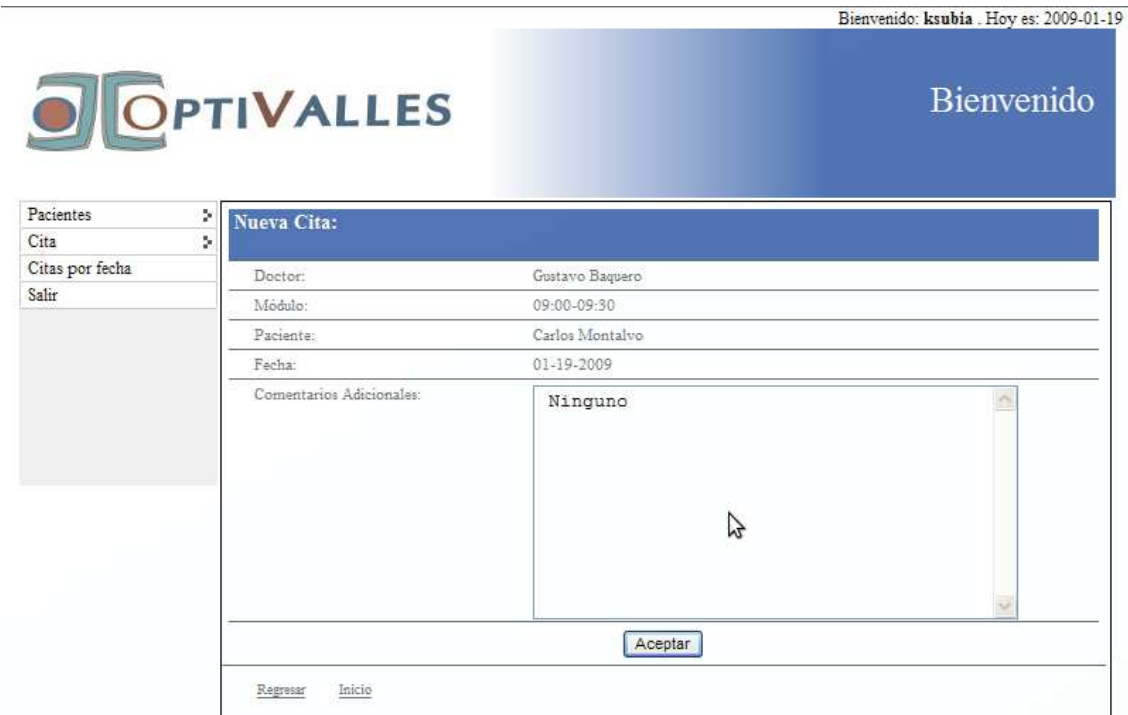 Bienvenido: ksubia . Hoy es: 2009-01-19
OPTIVALLES
Bienvenido
Pacientes
Cita
Citas por fecha
Salir
Nueva Cita:
Doctor: Gustavo Baquero
Módulo: 09:00-09:30
Paciente: Carlos Montalvo
Fecha: 01-19-2009
Comentarios Adicionales: Ninguno
Aceptar
Regresar Inicio